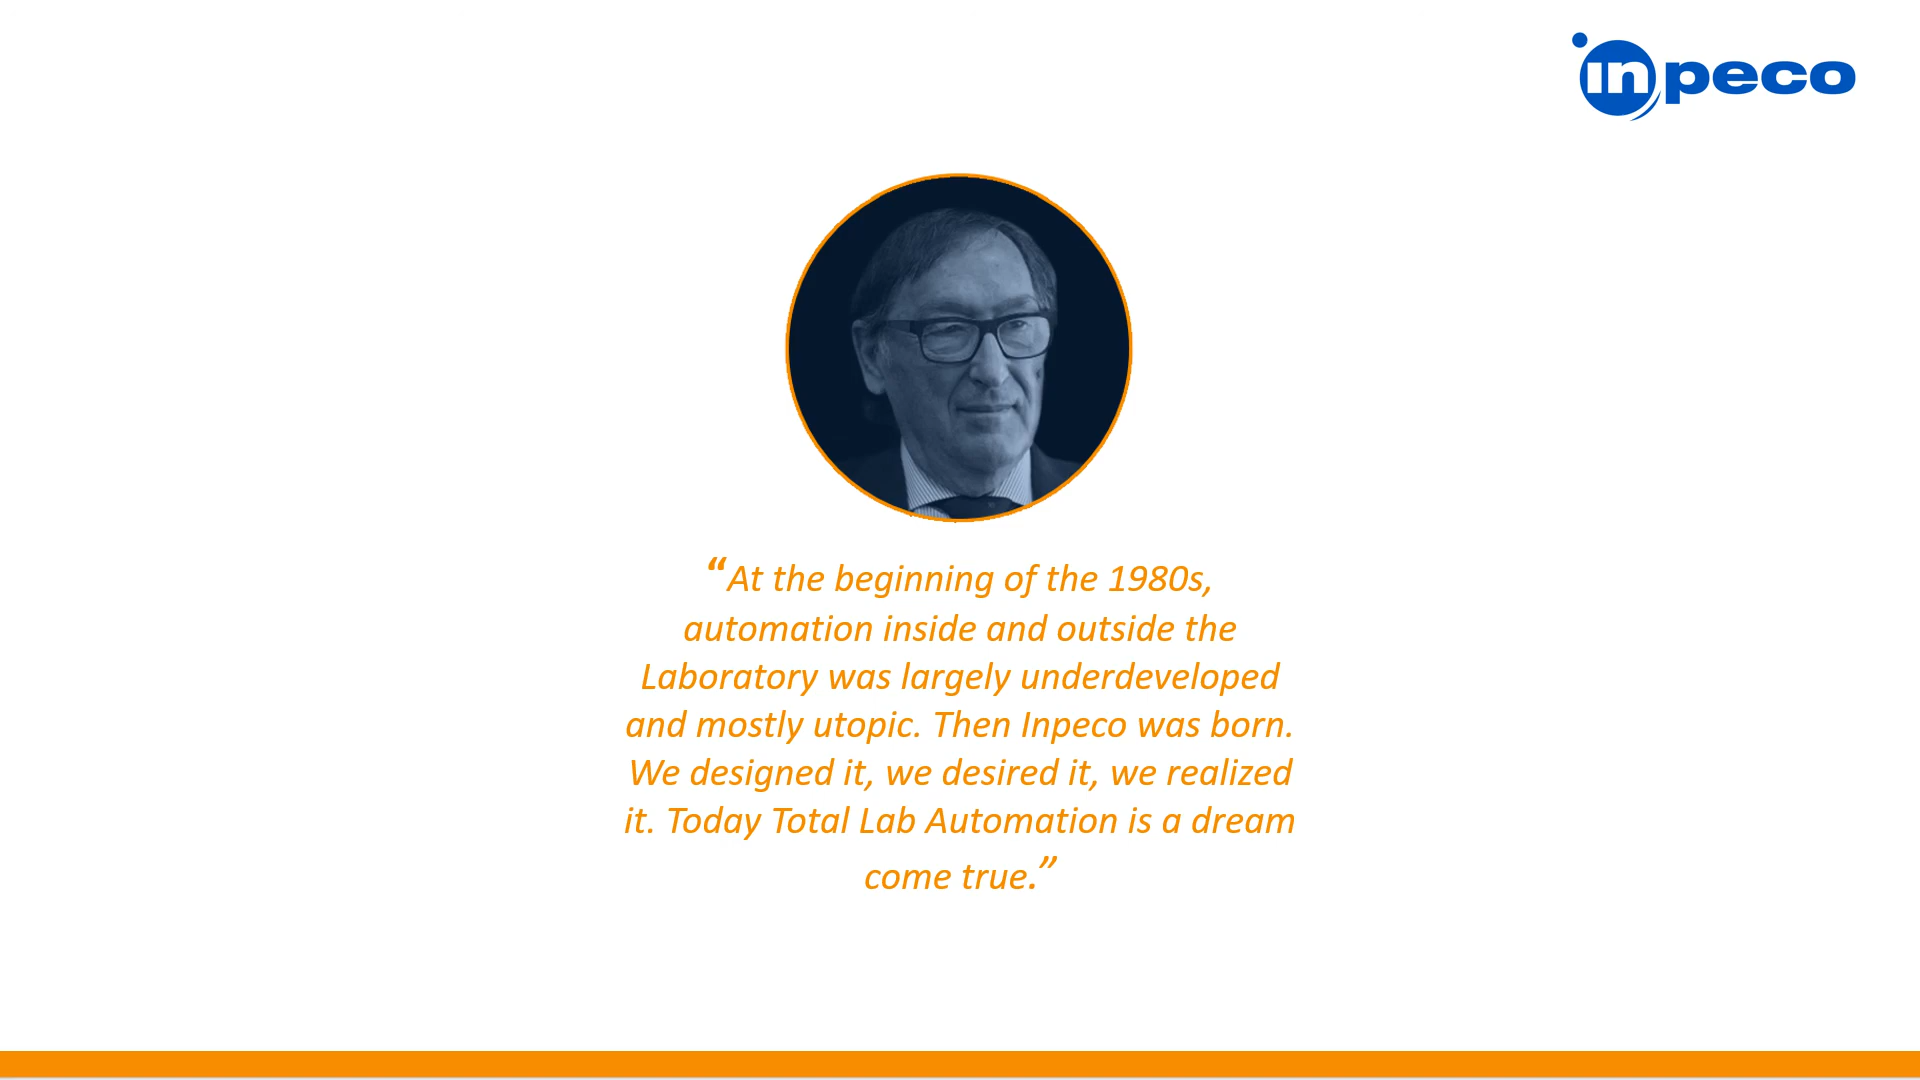 inpeco
“At the beginning of the 1980s,
automation inside and outside the
Laboratory was largely underdeveloped
and mostly utopic. Then Inpeco was born.
We designed it, we desired it, we realized
it. Today Total Lab Automation is a dream
come true.”